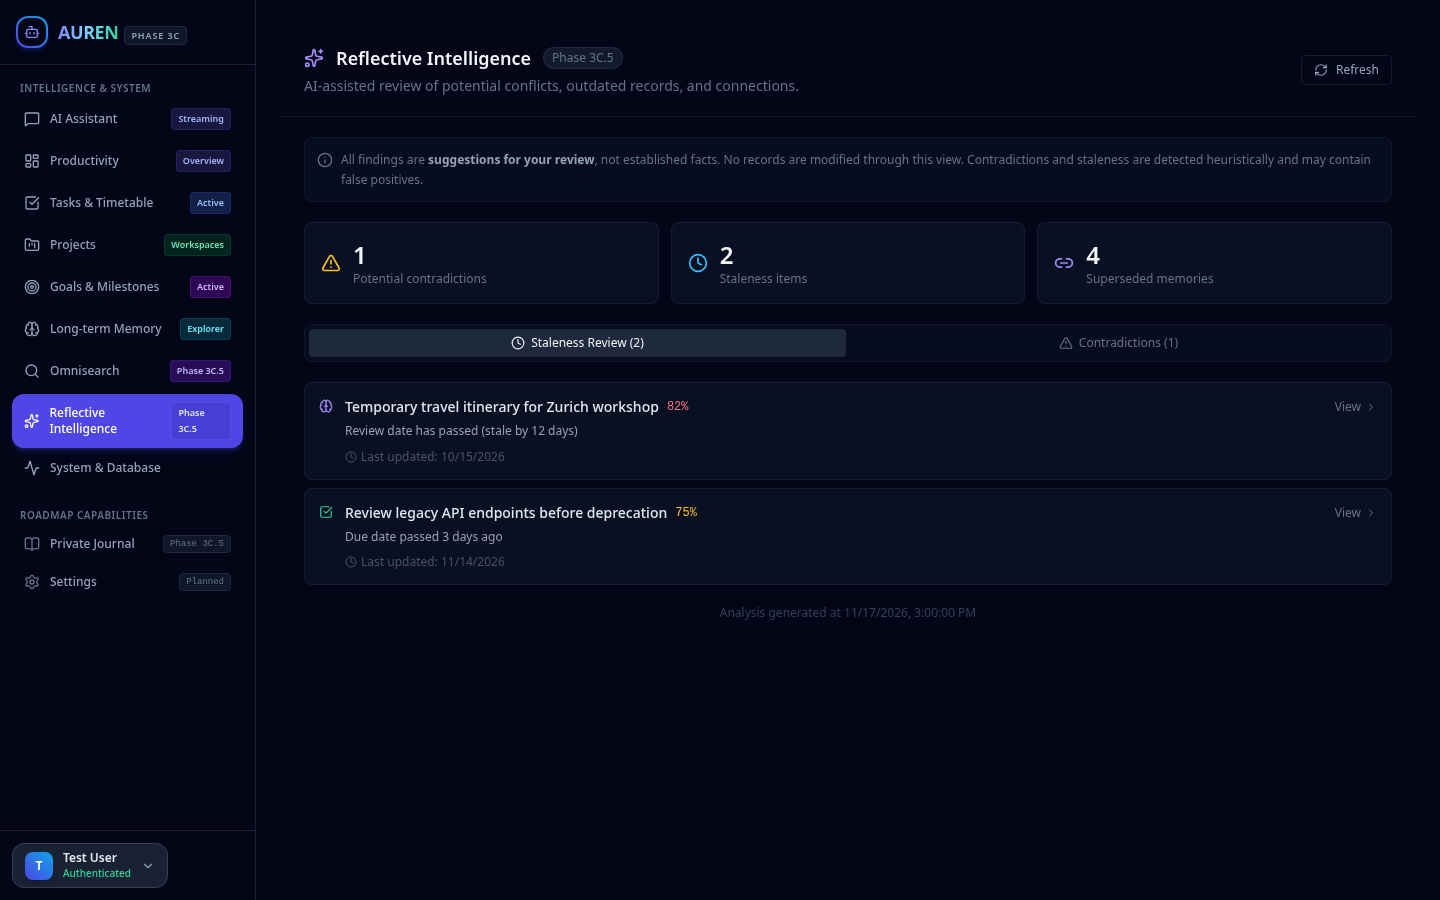 AUREN PHASE 3C
INTELLIGENCE & SYSTEM
AI Assistant Streaming
Productivity Overview
Tasks & Timetable Active
Projects Workspaces
Goals & Milestones Active
Long-term Memory Explorer
Omnisearch Phase 3C.5
Reflective Phase
Intelligence 3C.5
System & Database
ROADMAP CAPABILITIES
Private Journal Phase 3C.5
Settings Planned
T Test User
Authenticated
Reflective Intelligence Phase 3C.5
AI-assisted review of potential conflicts, outdated records, and connections.
Refresh
All findings are suggestions for your review, not established facts. No records are modified through this view. Contradictions and staleness are detected heuristically and may contain
false positives.
1
Potential contradictions
2
Staleness items
4
Superseded memories
Staleness Review (2) Contradictions (1)
Temporary travel itinerary for Zurich workshop 82% View
Review date has passed (stale by 12 days)
Last updated: 10/15/2026
Review legacy API endpoints before deprecation 75% View
Due date passed 3 days ago
Last updated: 11/14/2026
Analysis generated at 11/17/2026, 3:00:00 PM